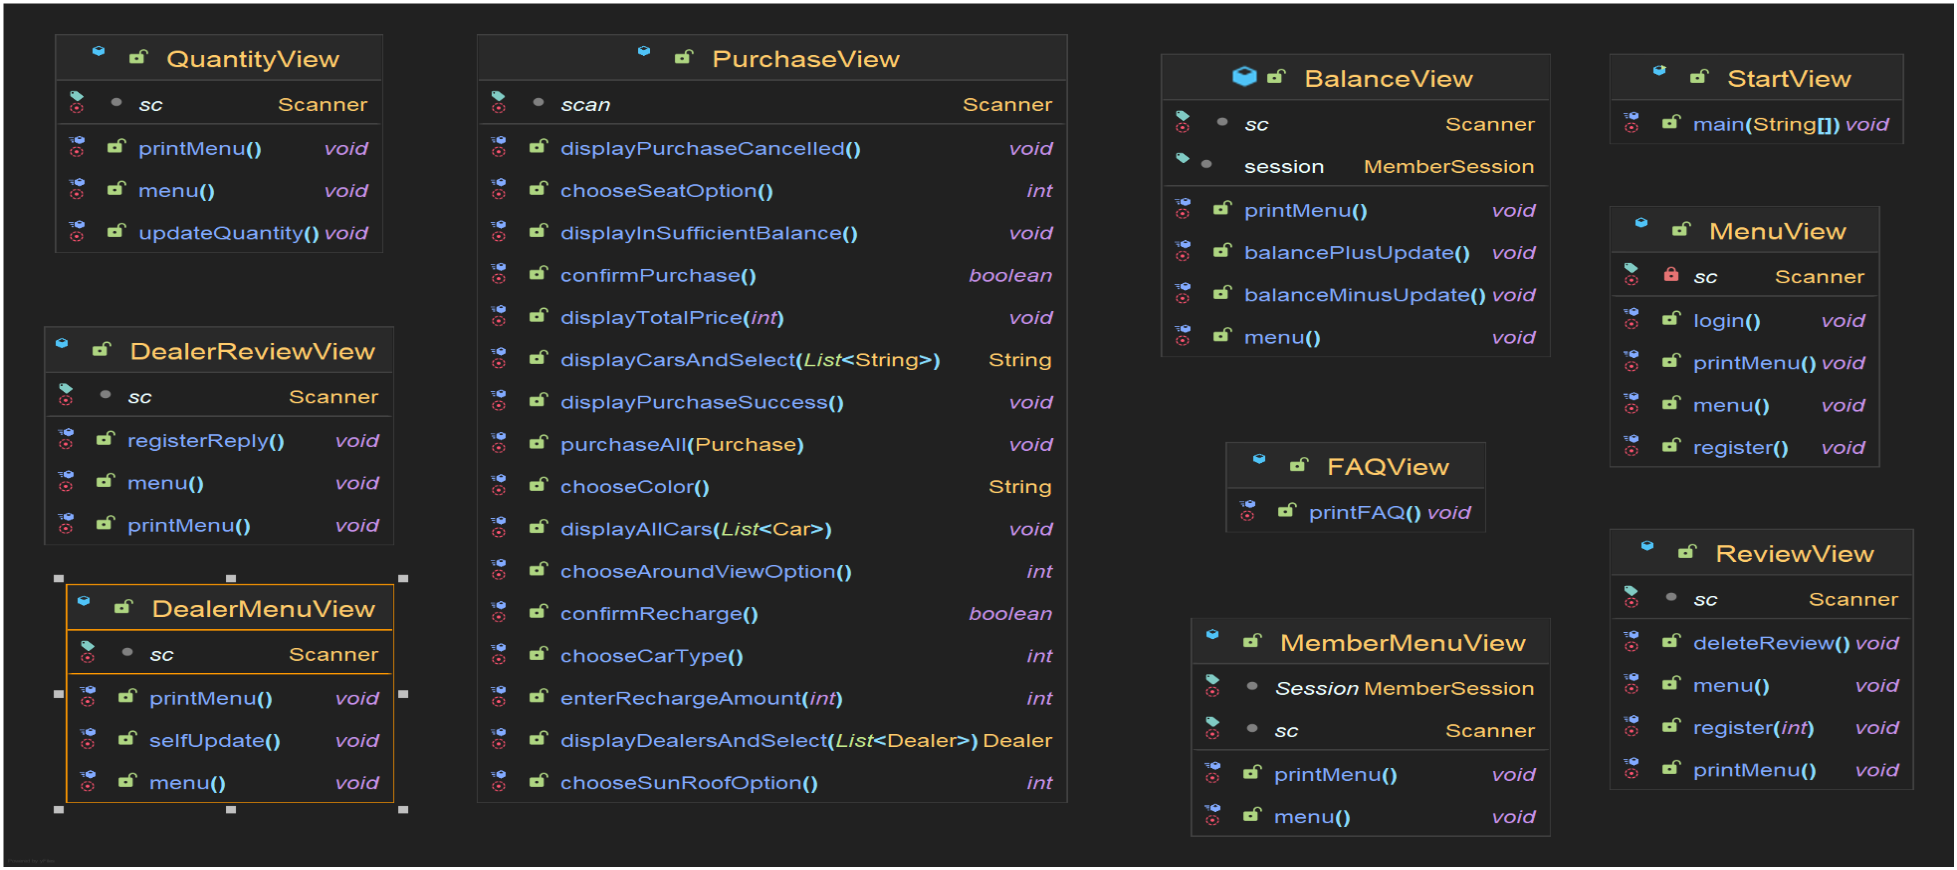 QuantityView
sc Scanner
printMenu() void
menu() void
updateQuantity() void
DealerReviewView
sc Scanner
registerReply() void
menu() void
printMenu() void
DealerMenuView
sc Scanner
printMenu() void
selfUpdate() void
menu() void
PurchaseView
scan Scanner
displayPurchaseCancelled() void
chooseSeatOption() int
displayInSufficientBalance() void
confirmPurchase() boolean
displayTotalPrice(int) void
displayCarsAndSelect(List<String>) String
displayPurchaseSuccess() void
purchaseAll(Purchase) void
chooseColor() String
displayAllCars(List<Car>) void
chooseAroundViewOption() int
confirmRecharge() boolean
chooseCarType() int
enterRechargeAmount(int) int
displayDealersAndSelect(List<Dealer>) Dealer
chooseSunRoofOption() int
BalanceView
sc Scanner
session MemberSession
printMenu() void
balancePlusUpdate() void
balanceMinusUpdate() void
menu() void
FAQView
printFAQ() void
MemberMenuView
Session MemberSession
sc Scanner
printMenu() void
menu() void
StartView
main(String[]) void
MenuView
sc Scanner
login() void
printMenu() void
menu() void
register() void
ReviewView
sc Scanner
deleteReview() void
menu() void
register(int) void
printMenu() void